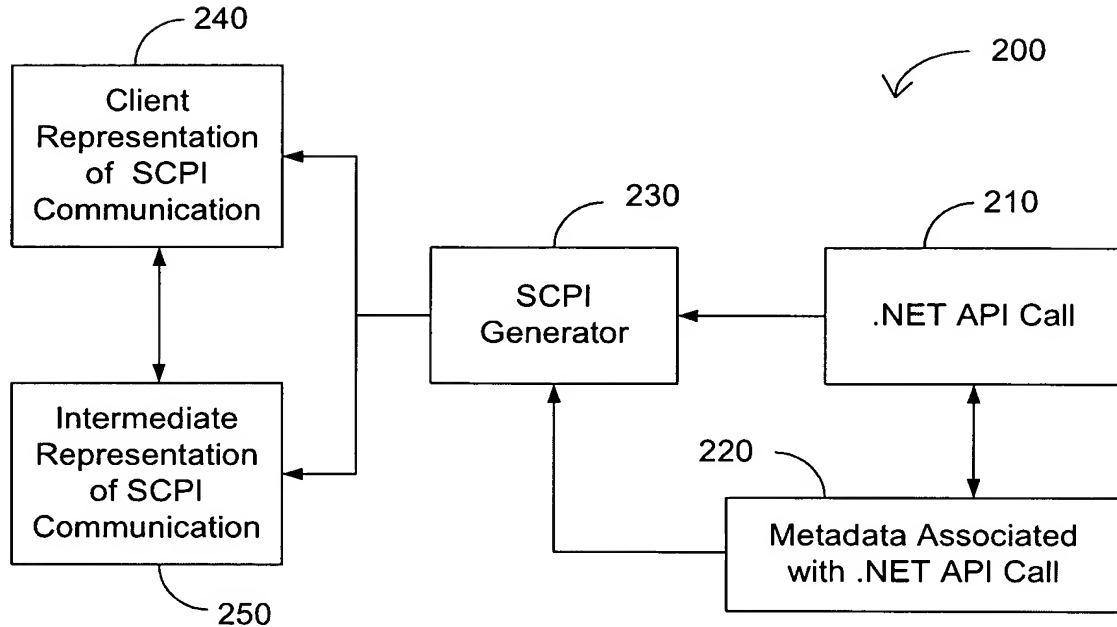 240
200
Client
Representation
of SCPI
Communication
230
210
SCPI
Generator
.NET API Call
Intermediate
Representation
of SCPI
Communication
220
Metadata Associated
with .NET API Call
250